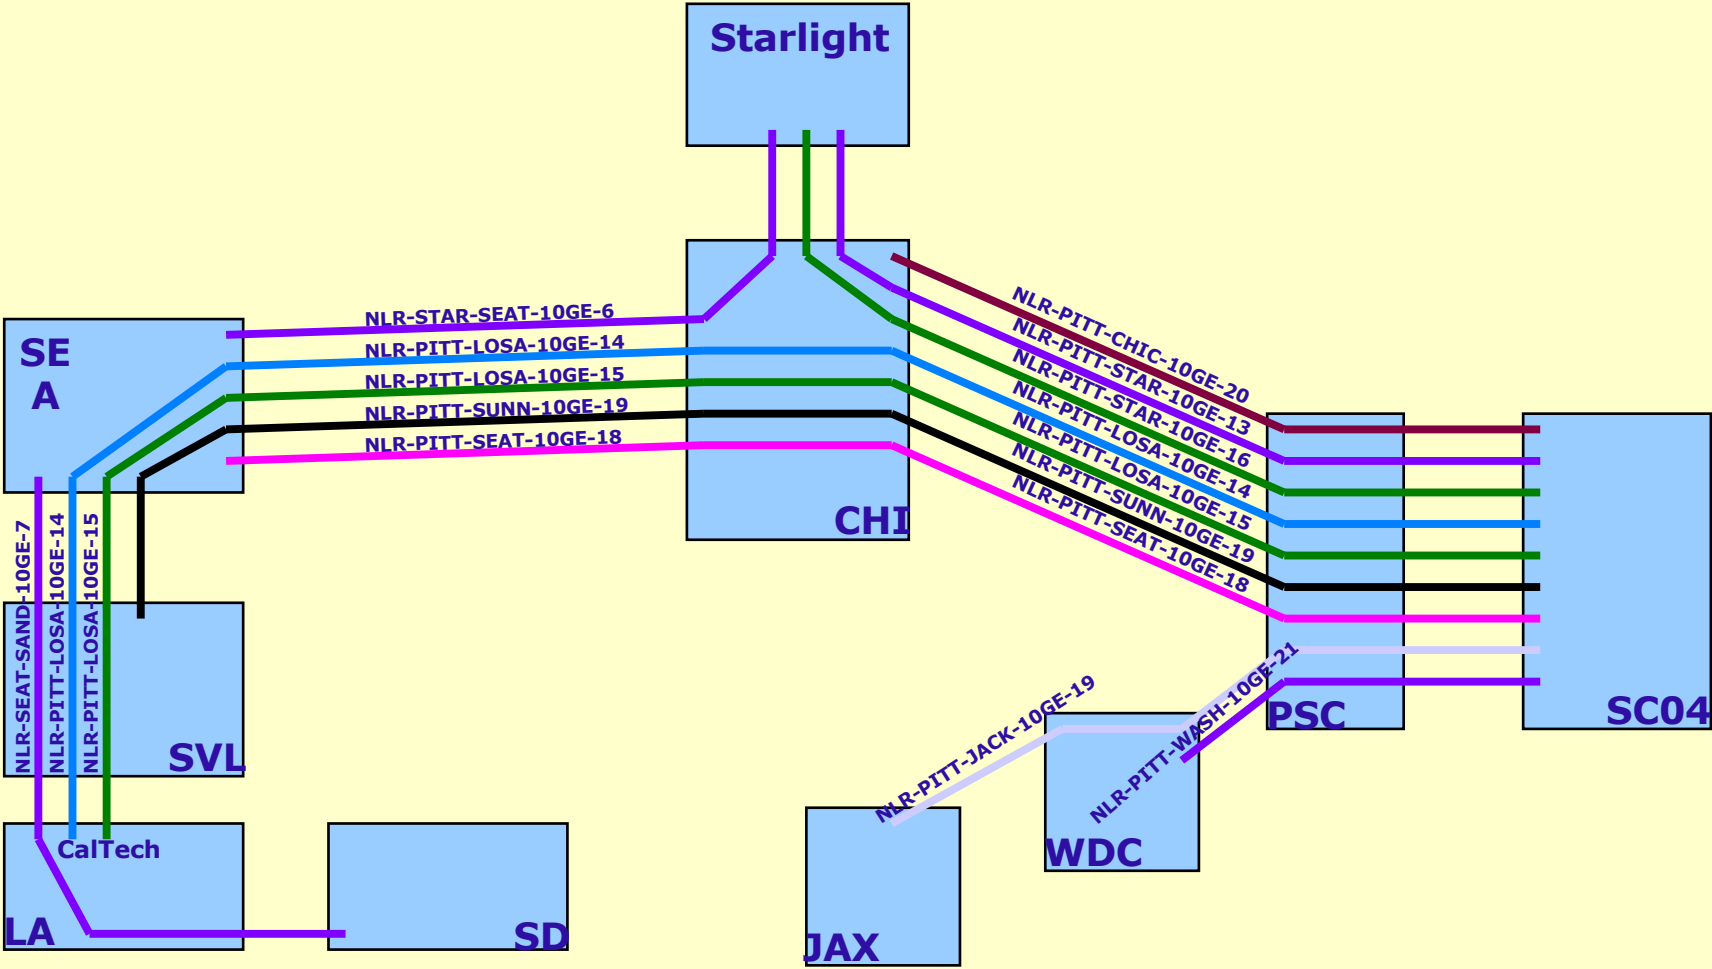 Starlight
NLR-STAR-SEAT-10GE-6
NLR-PITT-LOSA-10GE-14
NLR-PITT-LOSA-10GE-15
NLR-PITT-SUNN-10GE-19
NLR-PITT-SEAT-10GE-18
SE
A
CHI
NLR-PITT-CHIC-10GE-20
NLR-PITT-STAR-10GE-13
NLR-PITT-STAR-10GE-16
NLR-PITT-LOSA-10GE-14
NLR-PITT-LOSA-10GE-15
NLR-PITT-SUNN-10GE-19
NLR-PITT-SEAT-10GE-18
NLR-SEAT-SAND-10GE-7
NLR-PITT-LOSA-10GE-14
NLR-PITT-LOSA-10GE-15
SVL
PSC
SC04
NLR-PITT-JACK-10GE-19
NLR-PITT-WASH-10GE-21
CalTech
LA
SD
JAX
WDC